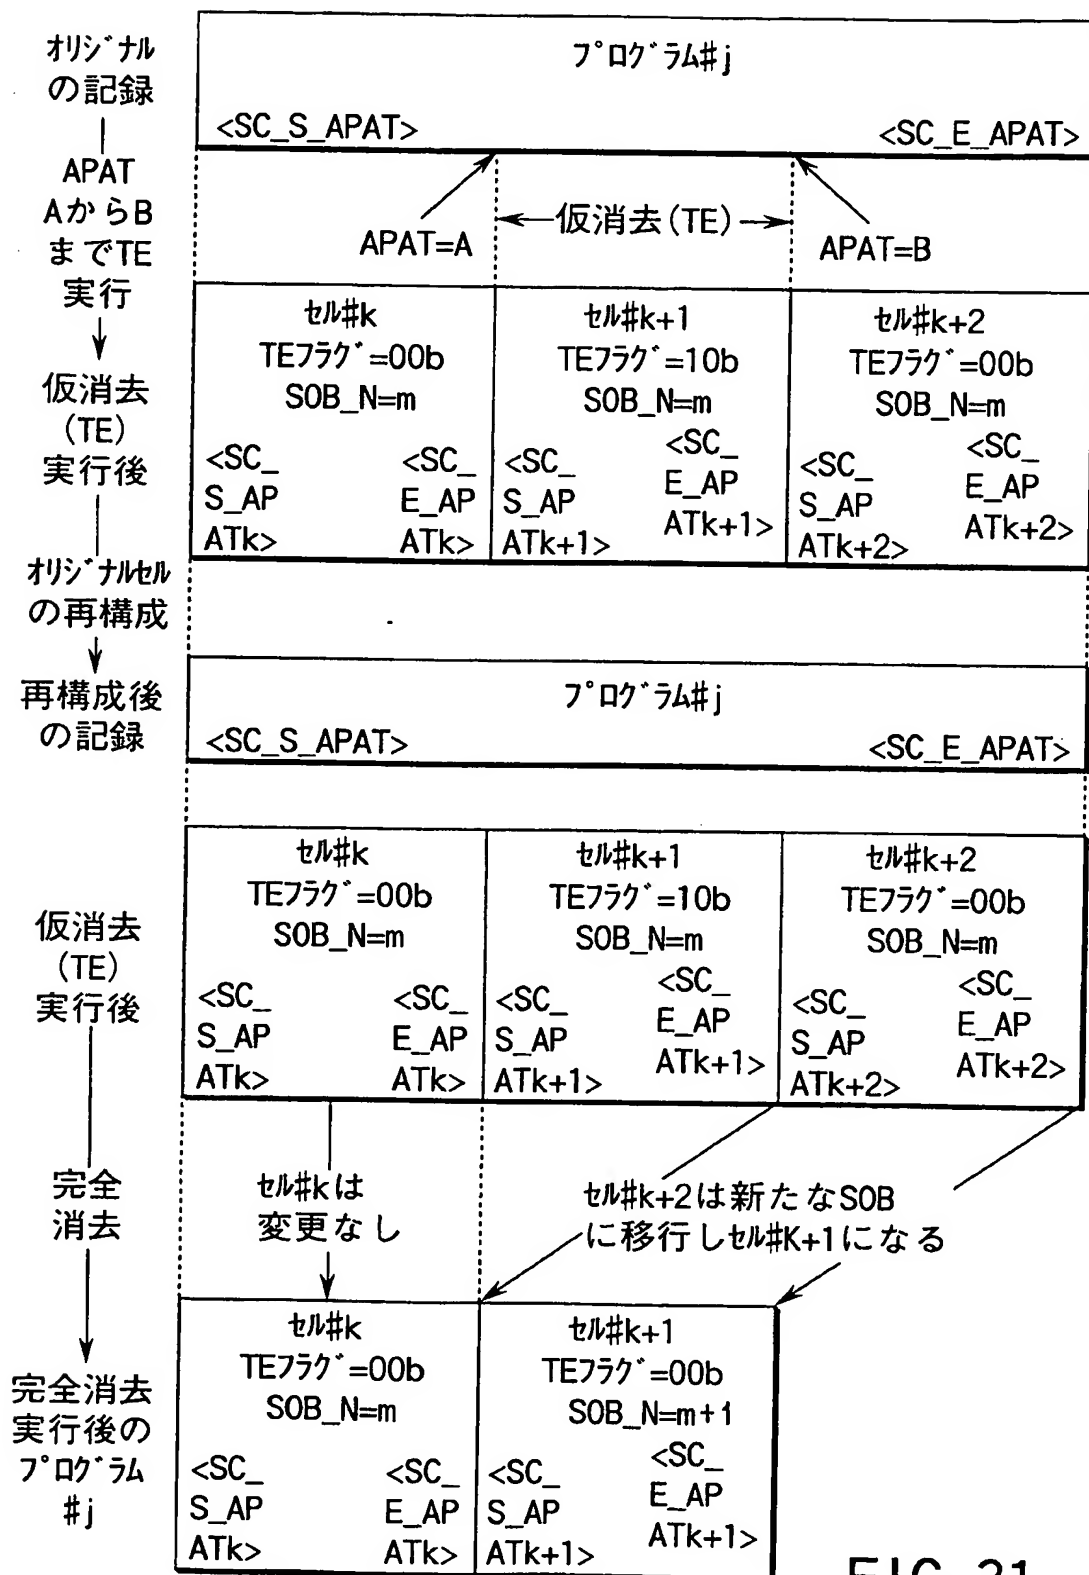 オリジナル
の記録
APAT
AからB
までTE
実行
仮消去
(TE)
実行後
オリジナルセル
の再構成
再構成後
の記録
プログラム#j
<SC_S_APAT>
<SC_E_APAT>
APAT=A
仮消去(TE)
APAT=B
セル#k
TEフラグ=00b
SOB_N=m
<SC_
S_AP
ATk>
<SC_
E_AP
ATk>
セル#k+1
TEフラグ=10b
SOB_N=m
<SC_
S_AP
ATk+1>
<SC_
E_AP
ATk+1>
セル#k+2
TEフラグ=00b
SOB_N=m
<SC_
S_AP
ATk+2>
<SC_
E_AP
ATk+2>
プログラム#j
<SC_S_APAT>
<SC_E_APAT>
仮消去
(TE)
実行後
セル#k
TEフラグ=00b
SOB_N=m
<SC_
S_AP
ATk>
<SC_
E_AP
ATk>
セル#k+1
TEフラグ=10b
SOB_N=m
<SC_
S_AP
ATk+1>
<SC_
E_AP
ATk+1>
セル#k+2
TEフラグ=00b
SOB_N=m
<SC_
S_AP
ATk+2>
<SC_
E_AP
ATk+2>
完全
消去
セル#kは
変更なし
セル#k+2は新たなSOB
に移行しセル#K+1になる
完全消去
実行後の
プログラム
#j
セル#k
TEフラグ=00b
SOB_N=m
<SC_
S_AP
ATk>
<SC_
E_AP
ATk>
セル#k+1
TEフラグ=00b
SOB_N=m+1
<SC_
S_AP
ATk+1>
<SC_
E_AP
ATk+1>